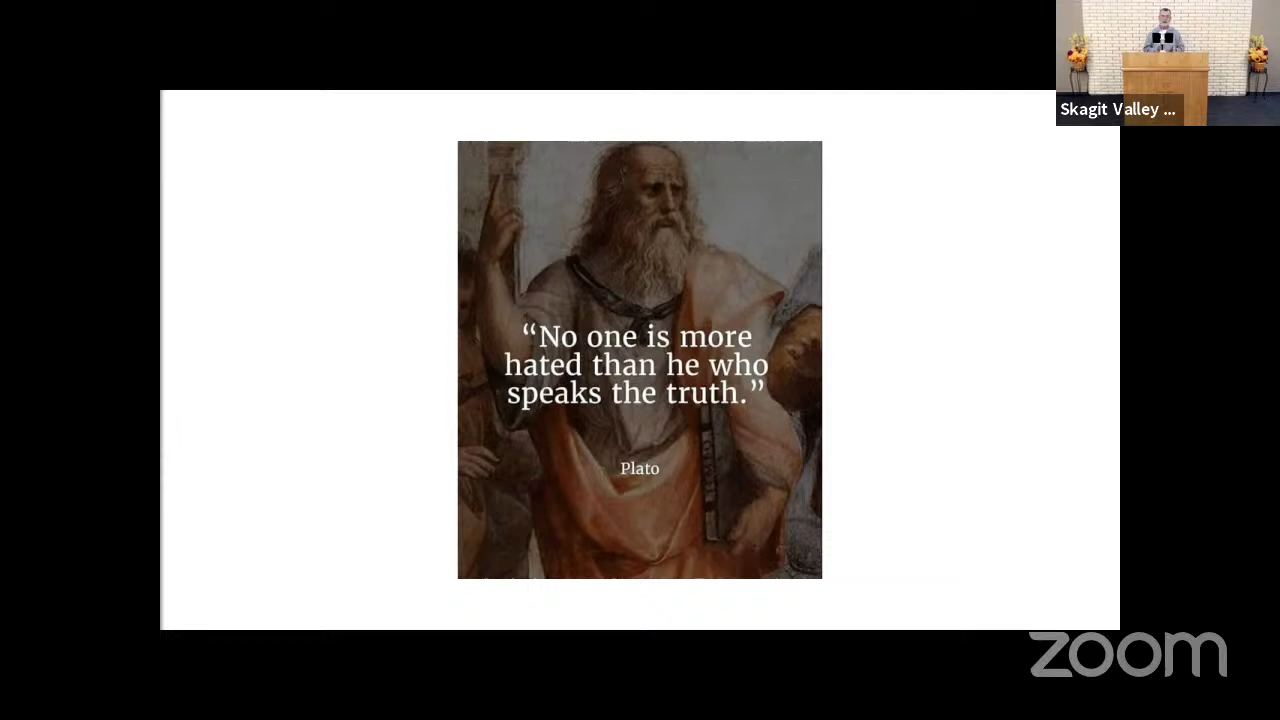 Skagit Valley ...
“No one is more
hated than he who
speaks the truth.”
Plato
zoom